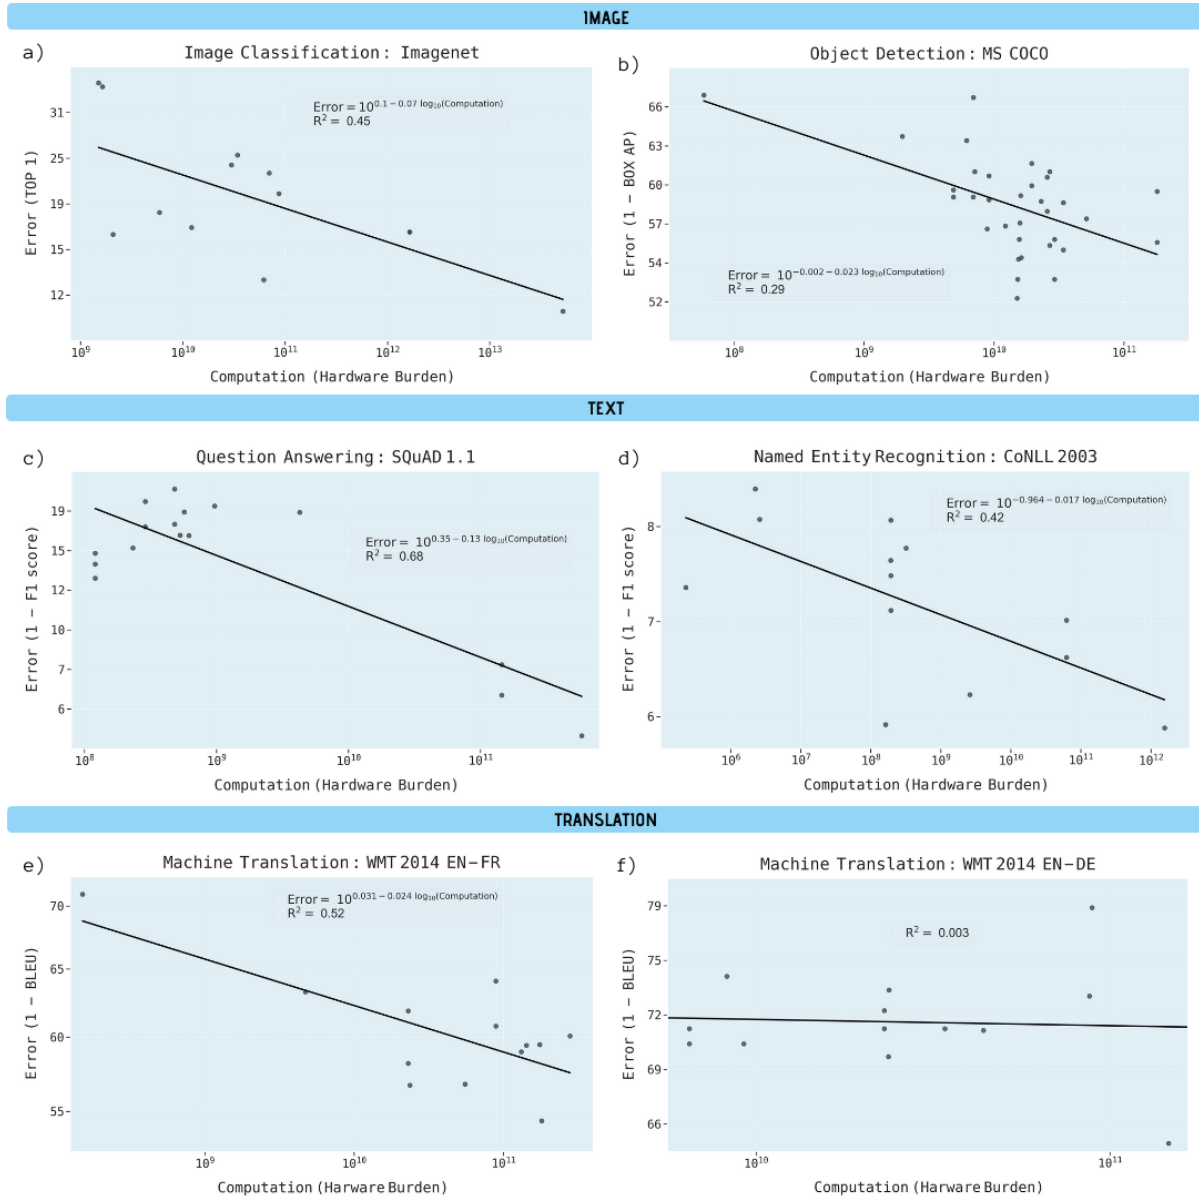 IMAGE
a)
Image Classification: Imagenet
Error (TOP 1)
31
25
19
15
12
Error = 10^0.1 − 0.07 log10(Computation)
R² = 0.45
10⁹ 10¹⁰ 10¹¹ 10¹² 10¹³
Computation (Hardware Burden)
b)
Object Detection: MS COCO
Error (1 − BOX AP)
66
63
60
57
54
52
Error = 10^−0.002 − 0.023 log10(Computation)
R² = 0.29
10⁸ 10⁹ 10¹⁰ 10¹¹
Computation (Hardware Burden)
TEXT
c)
Question Answering: SQuAD 1.1
Error (1 − F1 score)
19
15
12
10
7
6
Error = 10^0.35 − 0.13 log10(Computation)
R² = 0.68
10⁸ 10⁹ 10¹⁰ 10¹¹
Computation (Hardware Burden)
d)
Named Entity Recognition: CoNLL 2003
Error (1 − F1 score)
8
7
6
Error = 10^−0.964 − 0.017 log10(Computation)
R² = 0.42
10⁶ 10⁷ 10⁸ 10⁹ 10¹⁰ 10¹¹ 10¹²
Computation (Hardware Burden)
TRANSLATION
e)
Machine Translation: WMT 2014 EN−FR
Error (1 − BLEU)
70
65
60
55
Error = 10^0.031 − 0.024 log10(Computation)
R² = 0.52
10⁹ 10¹⁰ 10¹¹
Computation (Hardware Burden)
f)
Machine Translation: WMT 2014 EN−DE
Error (1 − BLEU)
79
75
72
69
66
R² = 0.003
10¹⁰ 10¹¹
Computation (Harware Burden)